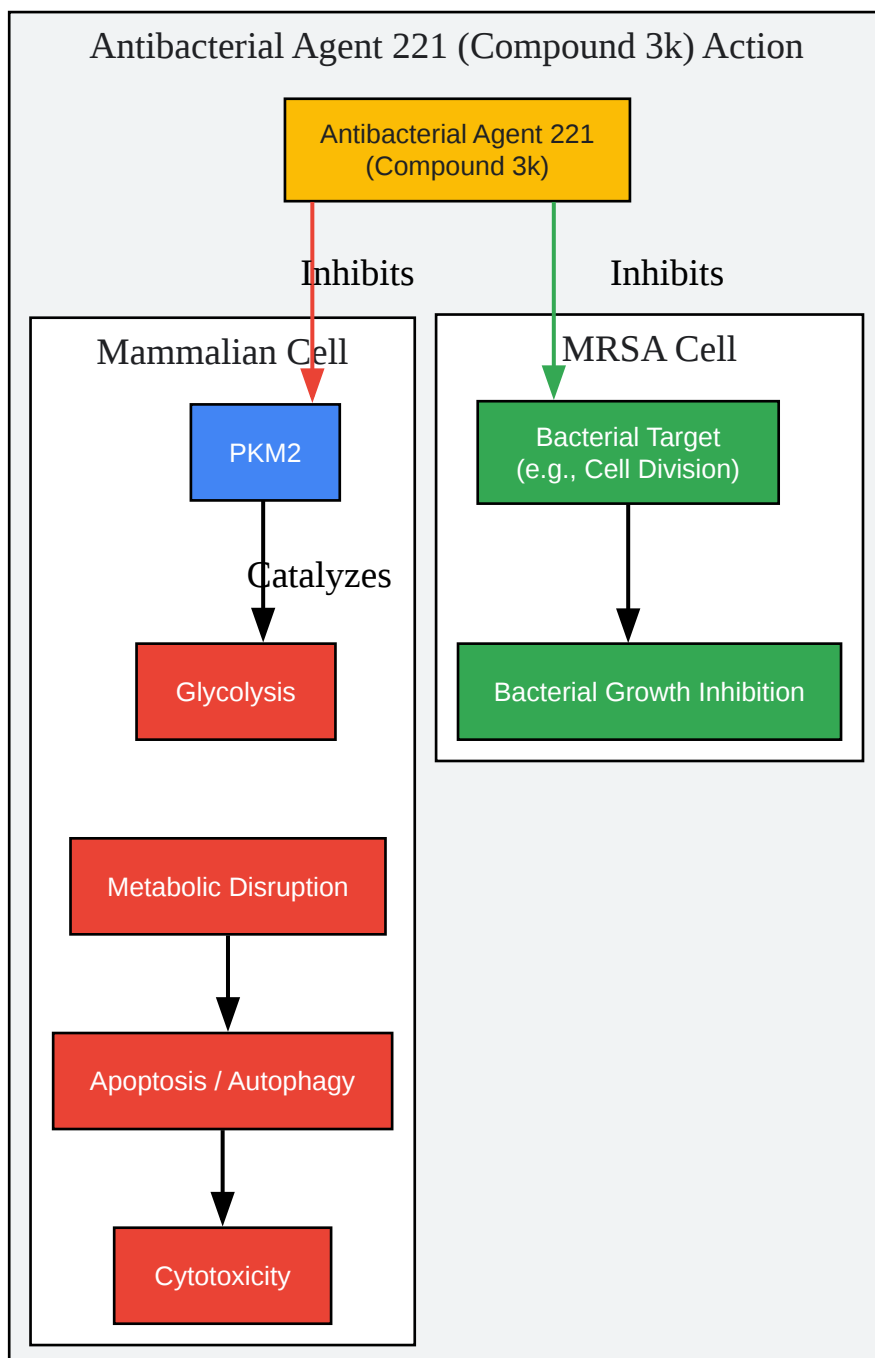 Antibacterial Agent 221 (Compound 3k) Action
Antibacterial Agent 221
(Compound 3k)
Inhibits
Inhibits
Mammalian Cell
MRSA Cell
PKM2
Bacterial Target
(e.g., Cell Division)
Catalyzes
Glycolysis
Bacterial Growth Inhibition
Metabolic Disruption
Apoptosis / Autophagy
Cytotoxicity